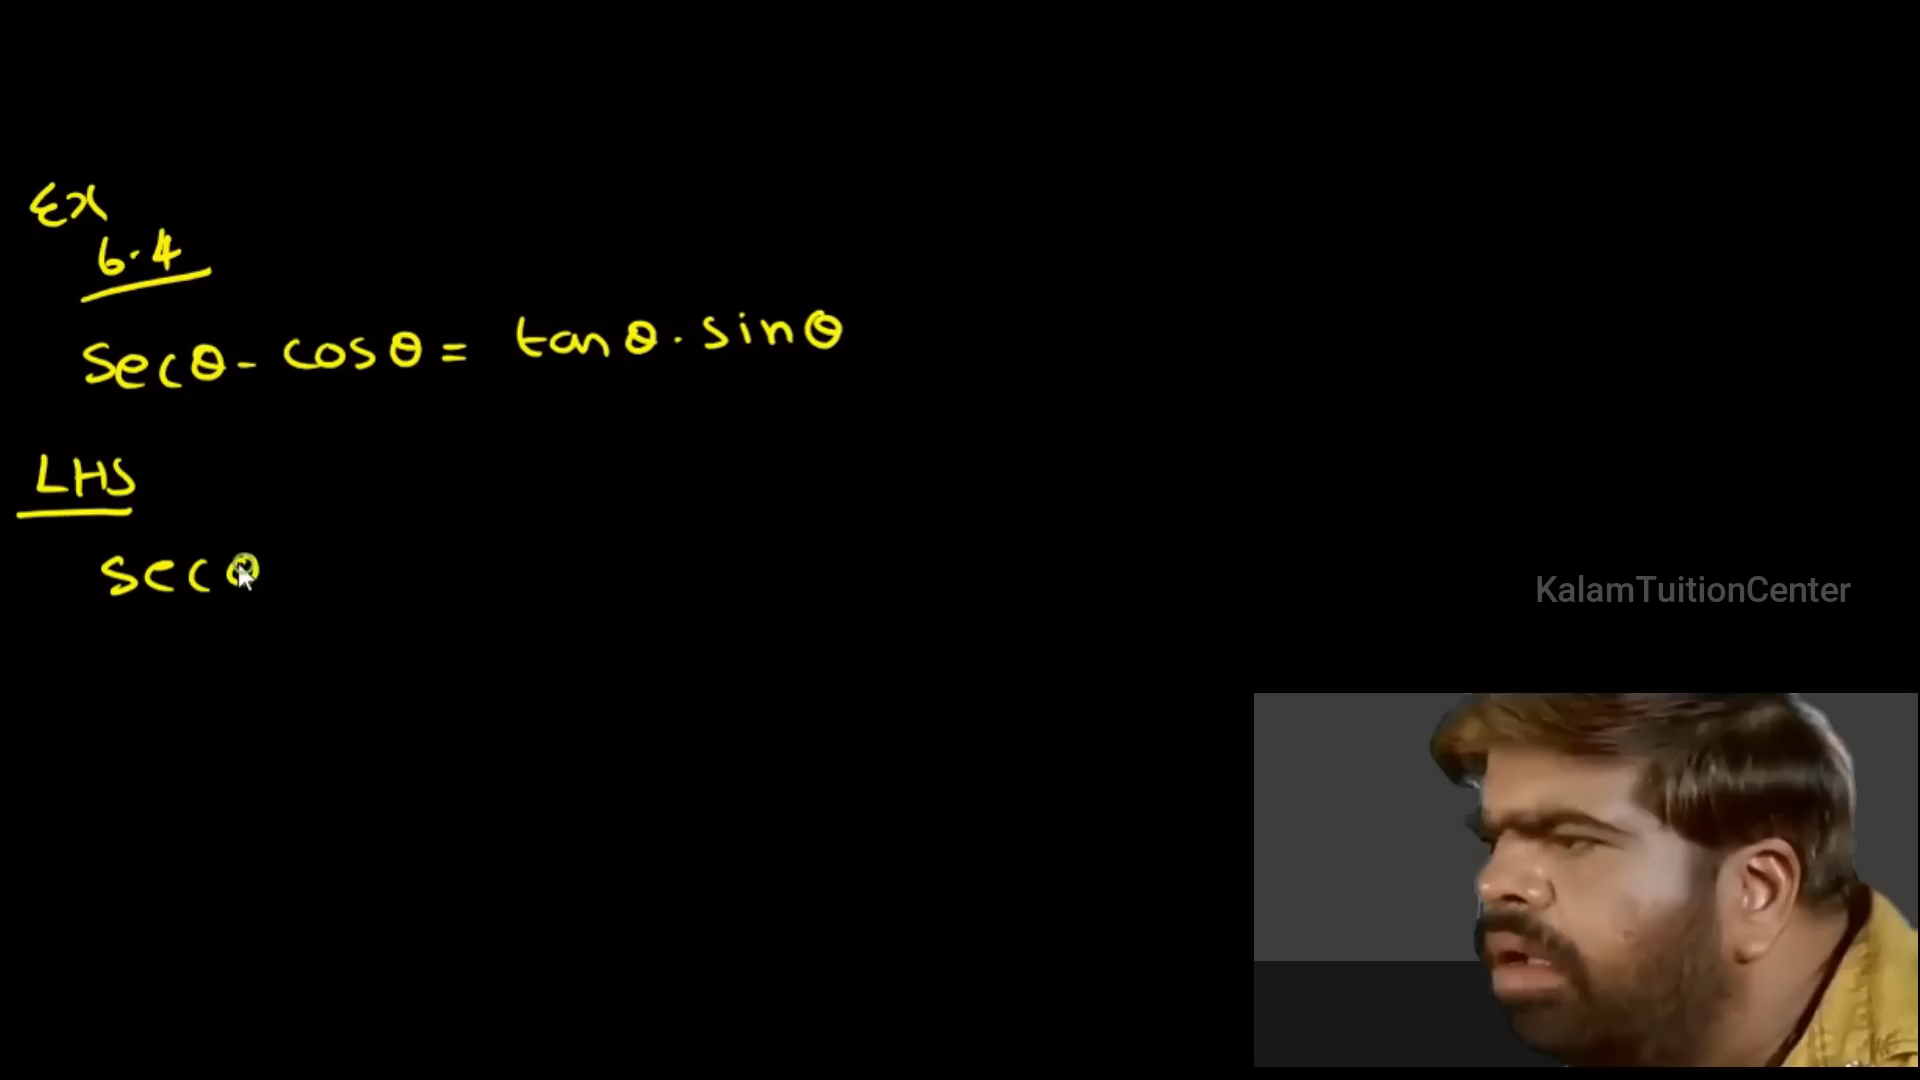 Ex
6.4
secθ - cosθ = tanθ . sinθ
LHS
secθ
KalamTuitionCenter